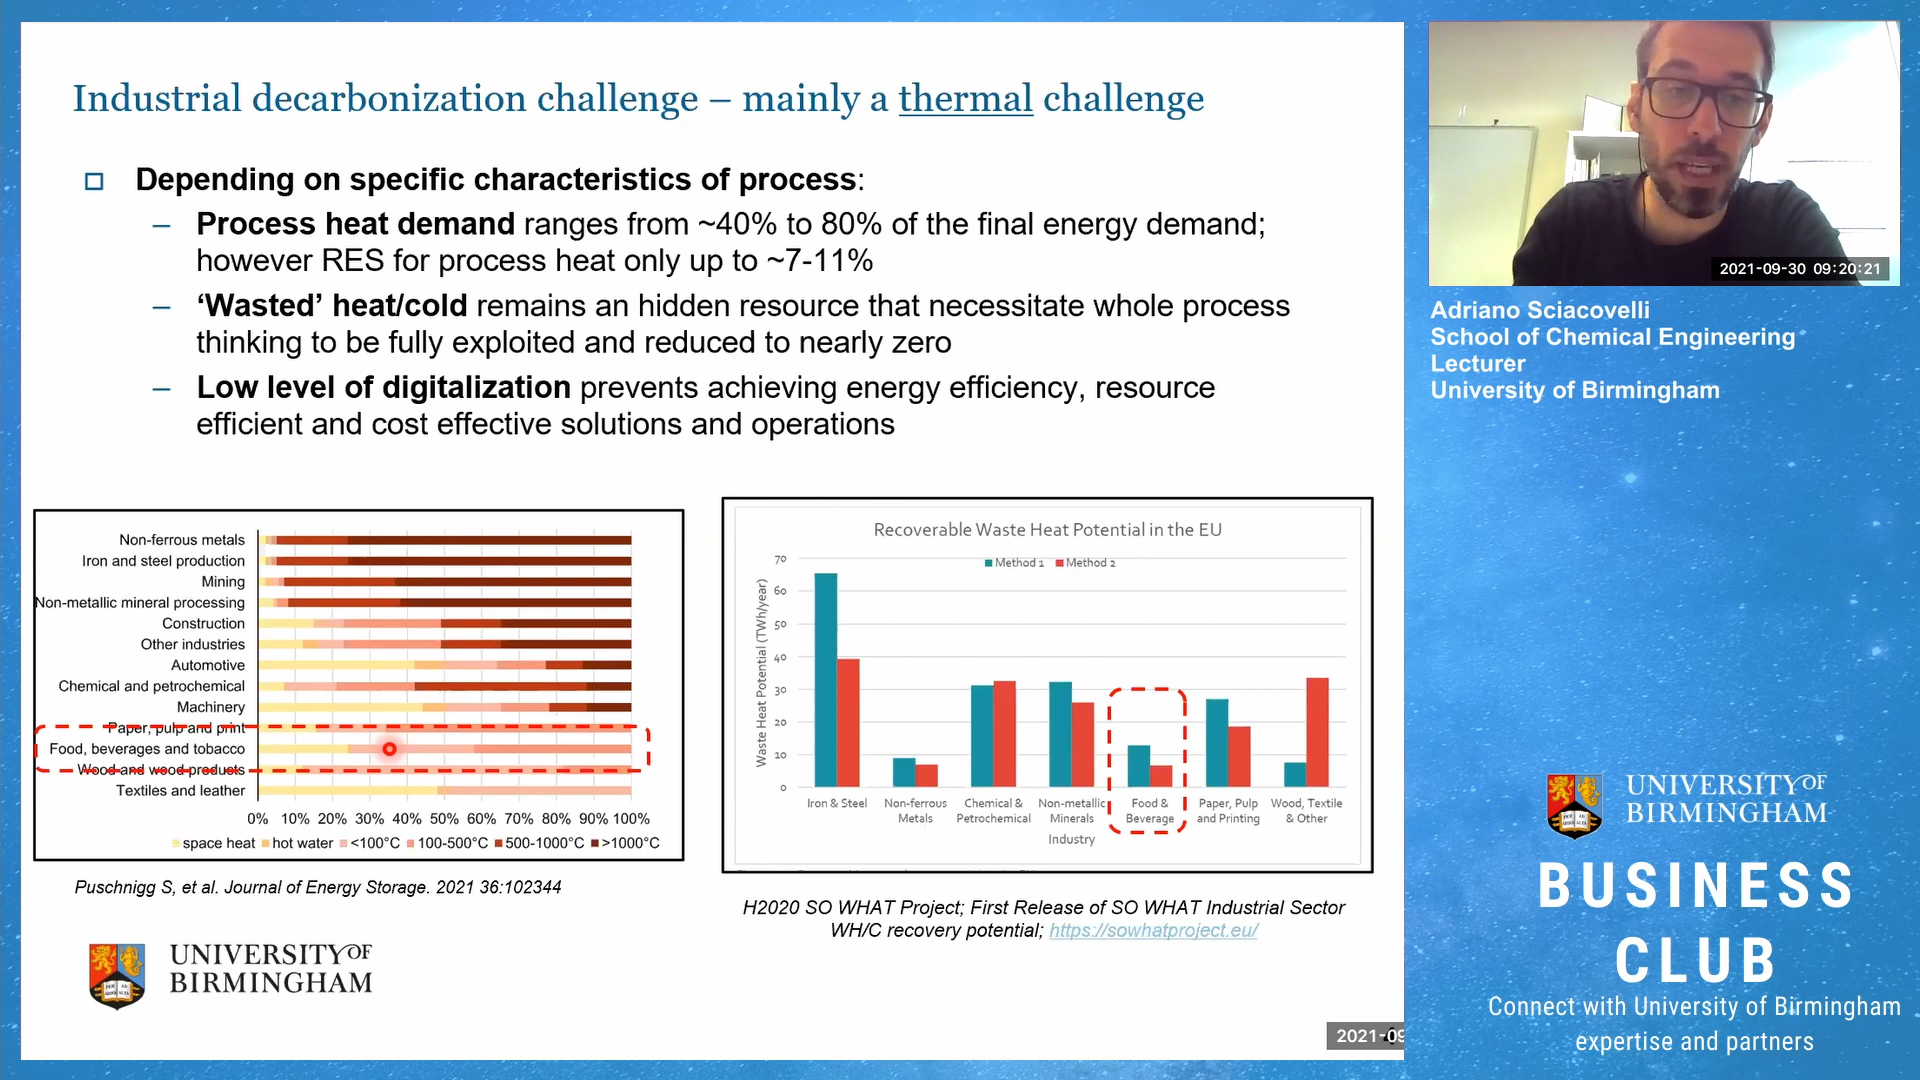 Industrial decarbonization challenge – mainly a thermal challenge
Depending on specific characteristics of process:
– Process heat demand ranges from ~40% to 80% of the final energy demand;
however RES for process heat only up to ~7-11%
– ‘Wasted’ heat/cold remains an hidden resource that necessitate whole process
thinking to be fully exploited and reduced to nearly zero
– Low level of digitalization prevents achieving energy efficiency, resource
efficient and cost effective solutions and operations
Non-ferrous metals
Iron and steel production
Mining
Non-metallic mineral processing
Construction
Other industries
Automotive
Chemical and petrochemical
Machinery
Paper, pulp and print
Food, beverages and tobacco
Wood and wood products
Textiles and leather
0% 10% 20% 30% 40% 50% 60% 70% 80% 90% 100%
space heat hot water <100°C 100-500°C 500-1000°C >1000°C
Puschnigg S, et al. Journal of Energy Storage. 2021 36:102344
Recoverable Waste Heat Potential in the EU
Method 1 Method 2
Waste Heat Potential (TWh/year)
70
60
50
40
30
20
10
0
Iron & Steel
Non-ferrous
Metals
Chemical &
Petrochemical
Non-metallic
Minerals
Food &
Beverage
Paper, Pulp
and Printing
Wood, Textile
& Other
Industry
H2020 SO WHAT Project; First Release of SO WHAT Industrial Sector
WH/C recovery potential; https://sowhatproject.eu/
UNIVERSITY OF
BIRMINGHAM
2021-09
2021-09-30 09:20:21
Adriano Sciacovelli
School of Chemical Engineering
Lecturer
University of Birmingham
UNIVERSITY OF
BIRMINGHAM
BUSINESS
CLUB
Connect with University of Birmingham
expertise and partners